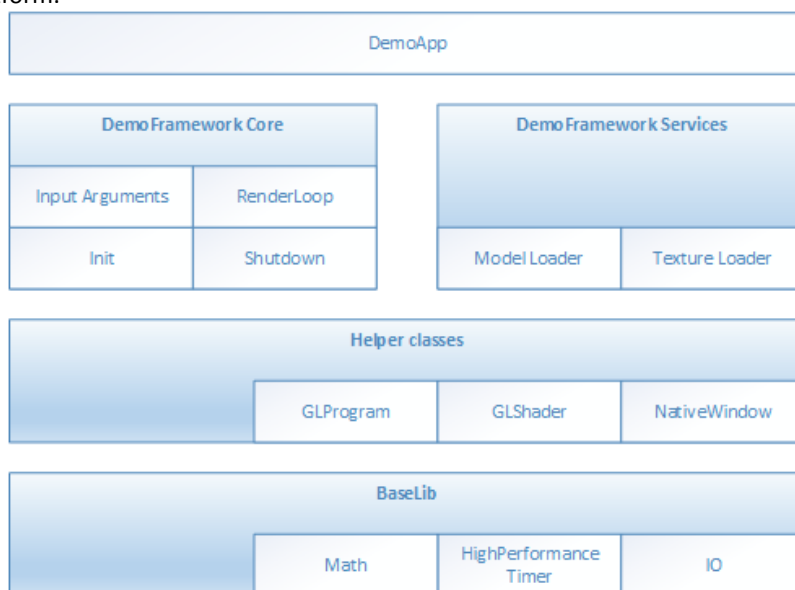 DemoApp
DemoFramework Core
DemoFramework Services
Input Arguments
RenderLoop
Init
Shutdown
Model Loader
Texture Loader
Helper classes
GLProgram
GLShader
NativeWindow
BaseLib
Math
HighPerformance
Timer
IO